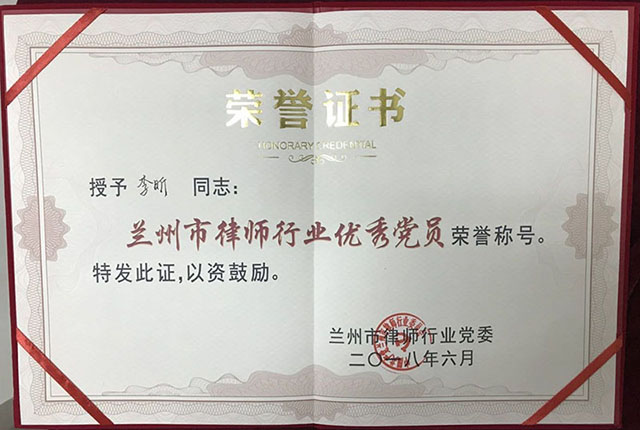 荣誉证书
HONORARY CREDENTIAL
授予 李昕 同志：
兰州市律师行业优秀党员荣誉称号。
特发此证，以资鼓励。
兰州市律师行业党委
二〇一八年六月